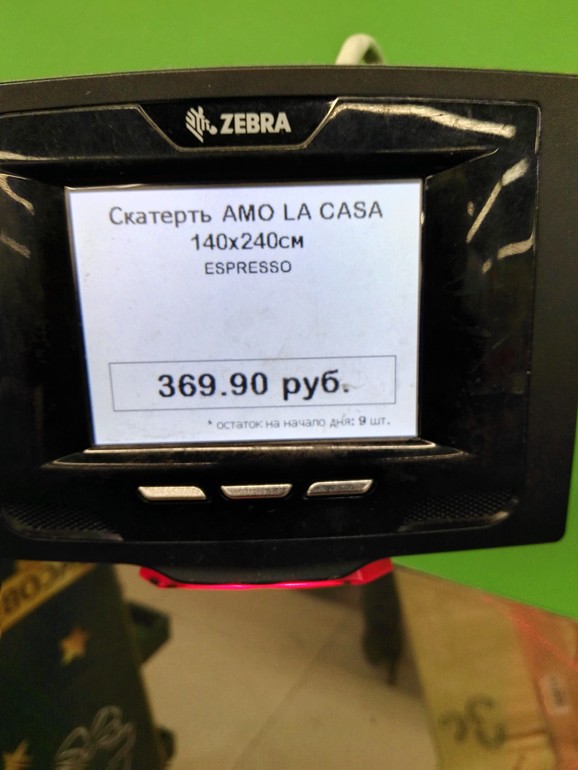 ZEBRA
Скатерть AMO LA CASA
140x240см
ESPRESSO
369.90 руб.
* остаток на начало дня: 9 шт.